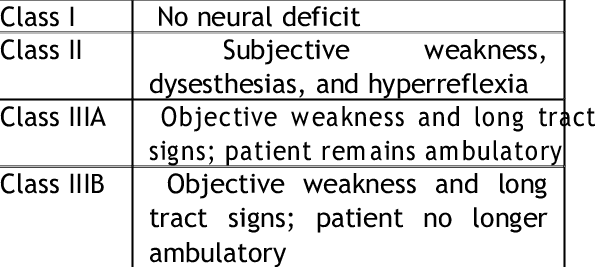 Class I No neural deficit
Class II Subjective weakness,
dysesthesias, and hyperreflexia
Class IIIA Objective weakness and long tract
signs; patient remains ambulatory
Class IIIB Objective weakness and long
tract signs; patient no longer
ambulatory